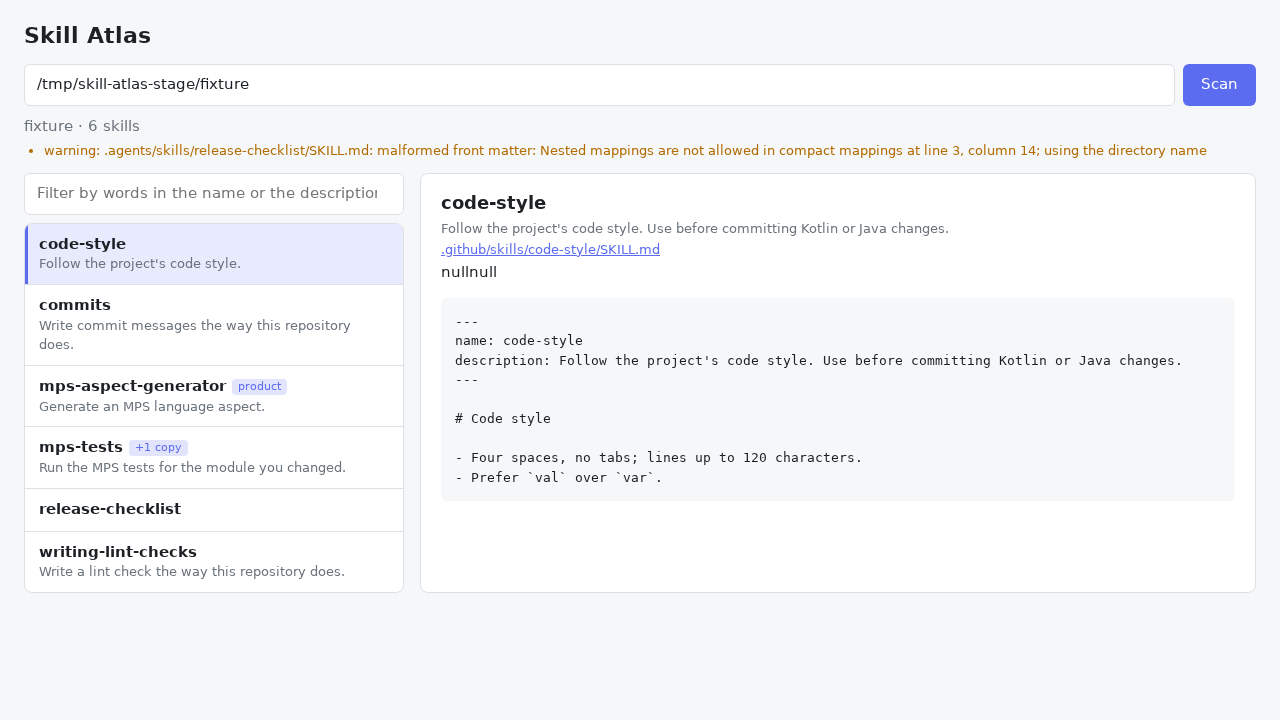 Skill Atlas
/tmp/skill-atlas-stage/fixture
Scan
fixture · 6 skills
• warning: .agents/skills/release-checklist/SKILL.md: malformed front matter: Nested mappings are not allowed in compact mappings at line 3, column 14; using the directory name
Filter by words in the name or the description
code-style
Follow the project's code style.
commits
Write commit messages the way this repository
does.
mps-aspect-generator product
Generate an MPS language aspect.
mps-tests +1 copy
Run the MPS tests for the module you changed.
release-checklist
writing-lint-checks
Write a lint check the way this repository does.
code-style
Follow the project's code style. Use before committing Kotlin or Java changes.
.github/skills/code-style/SKILL.md
nullnull
---
name: code-style
description: Follow the project's code style. Use before committing Kotlin or Java changes.
---
# Code style
- Four spaces, no tabs; lines up to 120 characters.
- Prefer `val` over `var`.